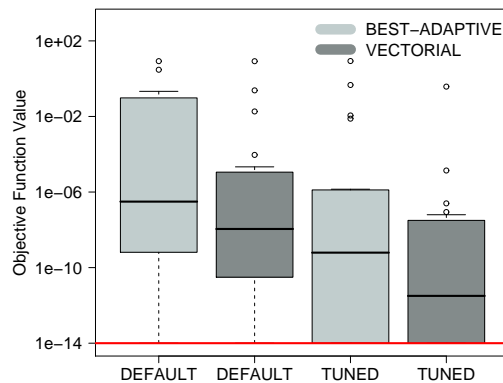 BEST−ADAPTIVE
VECTORIAL
Objective Function Value
1e+02
1e−02
1e−06
1e−10
1e−14
DEFAULT DEFAULT TUNED TUNED